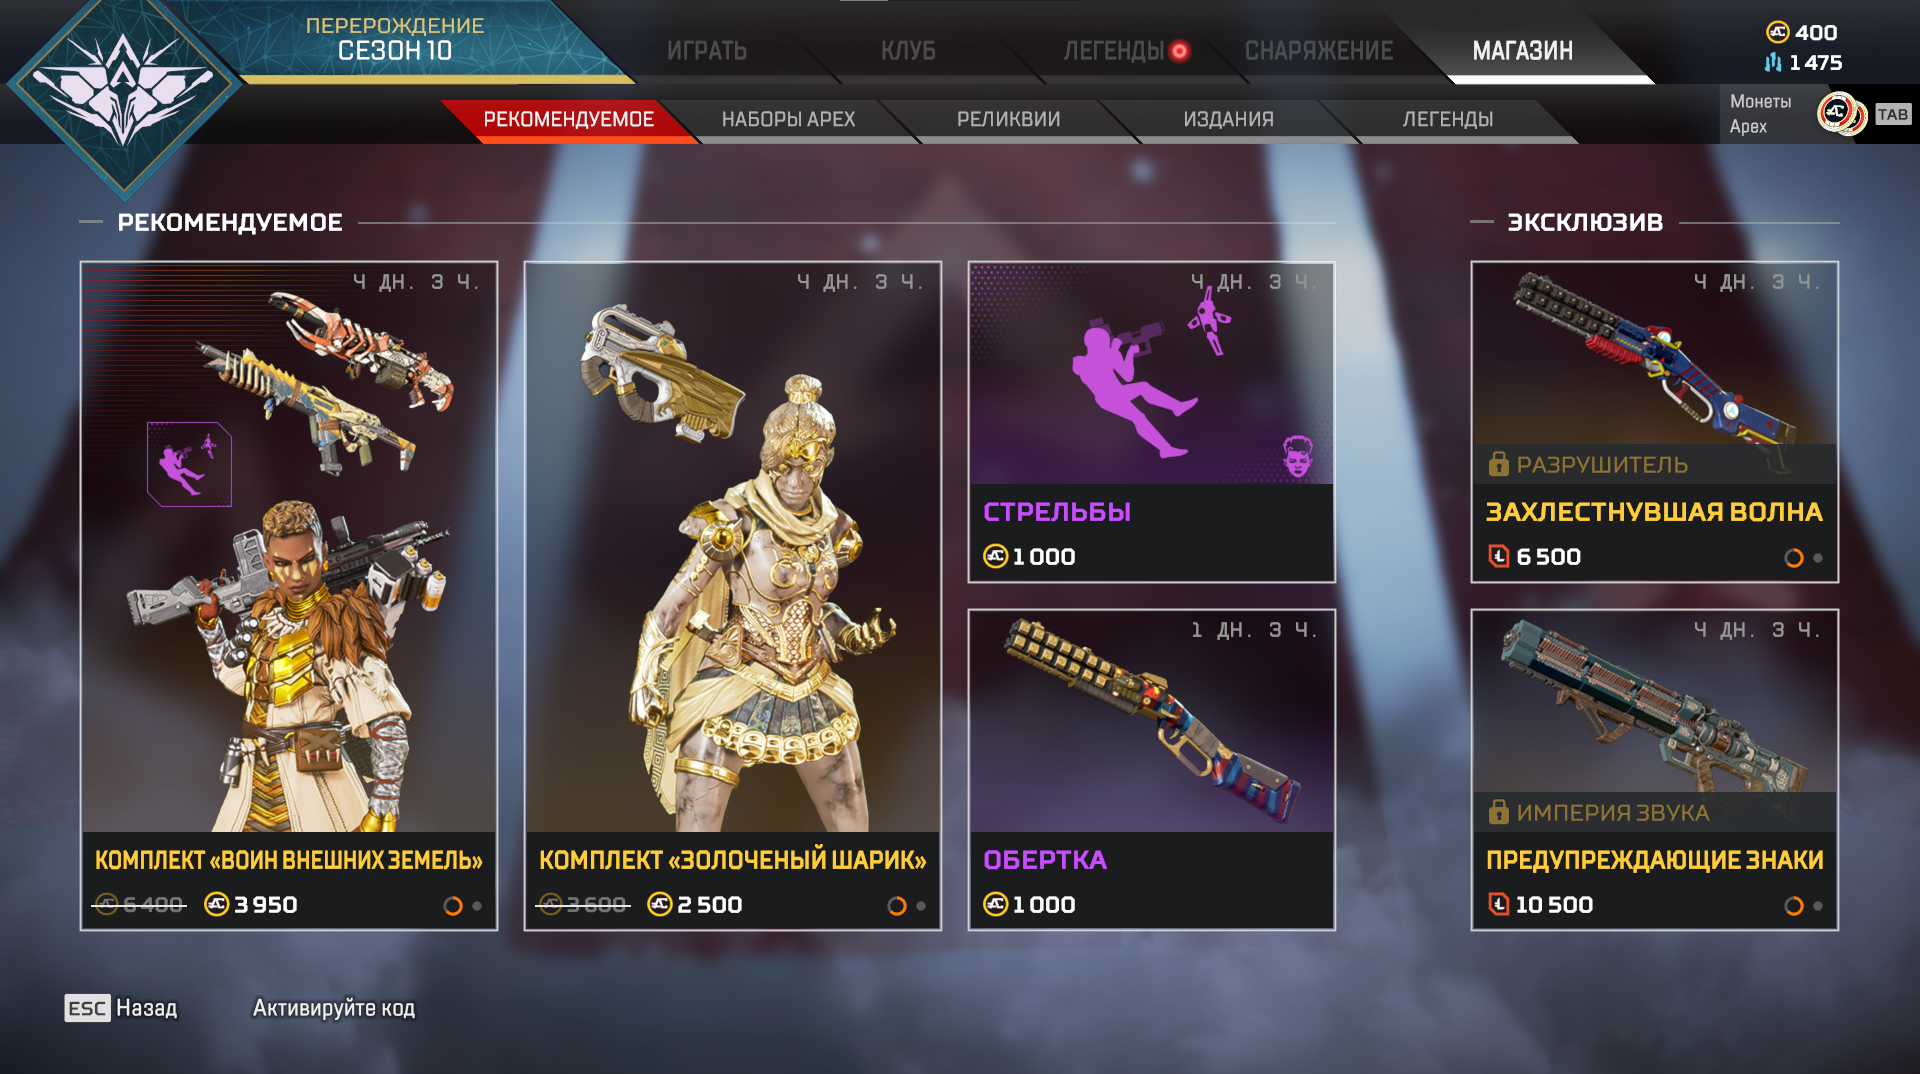 ПЕРЕРОЖДЕНИЕ
СЕЗОН 10
ИГРАТЬ
КЛУБ
ЛЕГЕНДЫ
СНАРЯЖЕНИЕ
МАГАЗИН
400
1 475
РЕКОМЕНДУЕМОЕ
НАБОРЫ APEX
РЕЛИКВИИ
ИЗДАНИЯ
ЛЕГЕНДЫ
Монеты
Apex
TAB
РЕКОМЕНДУЕМОЕ
ЭКСКЛЮЗИВ
4 ДН. 3 Ч.
КОМПЛЕКТ «ВОИН ВНЕШНИХ ЗЕМЕЛЬ»
6 400 3 950
4 ДН. 3 Ч.
КОМПЛЕКТ «ЗОЛОЧЕНЫЙ ШАРИК»
3 600 2 500
4 ДН. 3 Ч.
СТРЕЛЬБЫ
1 000
1 ДН. 3 Ч.
ОБЕРТКА
1 000
4 ДН. 3 Ч.
РАЗРУШИТЕЛЬ
ЗАХЛЕСТНУВШАЯ ВОЛНА
6 500
4 ДН. 3 Ч.
ИМПЕРИЯ ЗВУКА
ПРЕДУПРЕЖДАЮЩИЕ ЗНАКИ
10 500
ESC Назад
Активируйте код